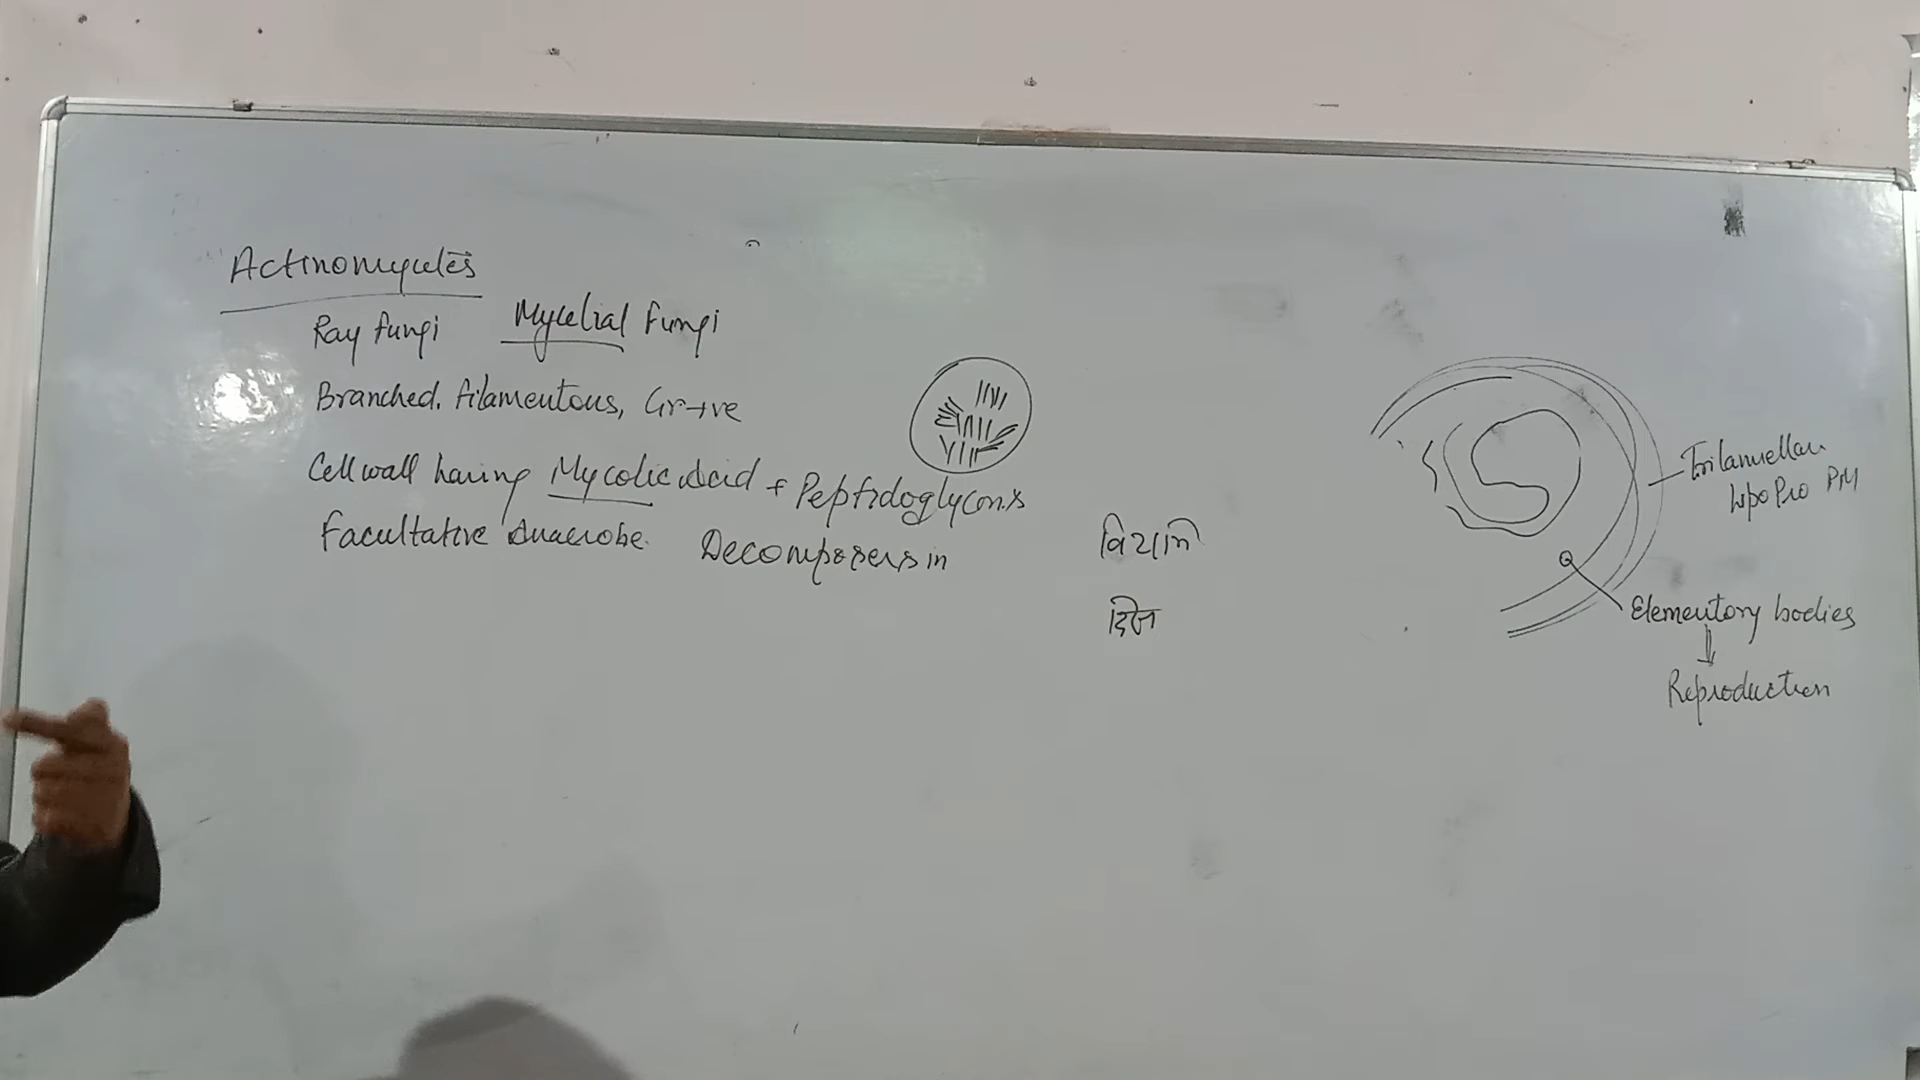 Actinomycetes
Ray fungi Mycelial Fungi
Branched, filamentous, Gr+ve
Cell wall having Mycolic Acid + Peptidoglycans
Facultative Anaerobe. Decomposers in
Trilamellar
Lipo Pro PM
Elementory bodies
Reproduction